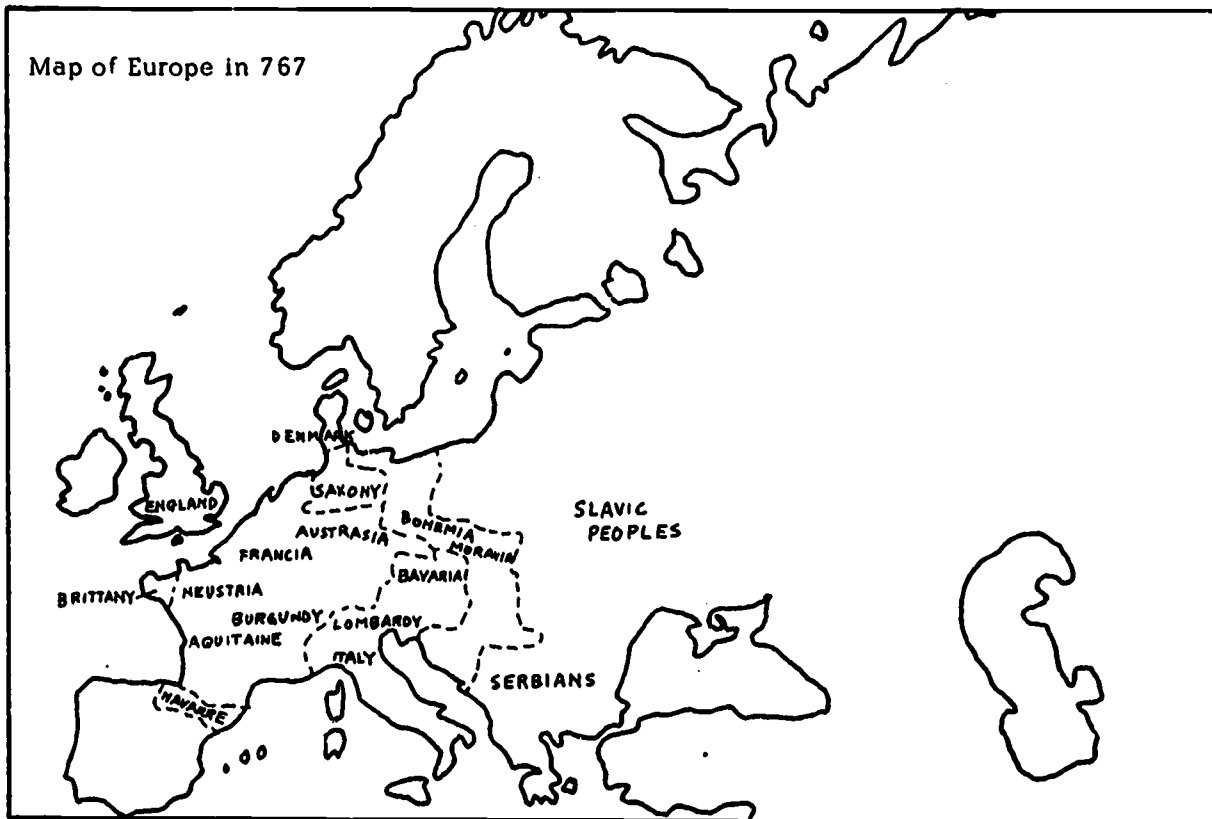 Map of Europe in 767
DENMARK
SAXONY
ENGLAND
SLAVIC
PEOPLES
BOHEMIA
AUSTRASIA
MORAVIN
FRANCIA
BAVARIA
BRITTANY
NEUSTRIA
BURGUNDY
LOMBARDY
AQUITAINE
ITALY
SERBIANS
NAVARRE